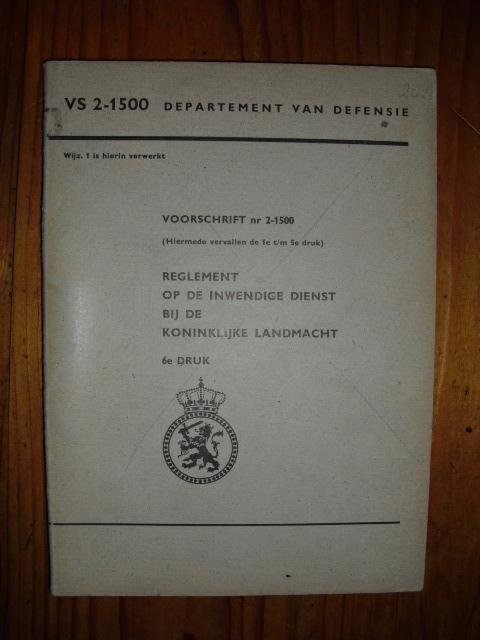 VS 2-1500 DEPARTEMENT VAN DEFENSIE
Wijz. 1 is hierin verwerkt
VOORSCHRIFT nr 2-1500
(Hiermede vervallen de 1e t/m 5e druk)
REGLEMENT
OP DE INWENDIGE DIENST
BIJ DE
KONINKLIJKE LANDMACHT
6e DRUK